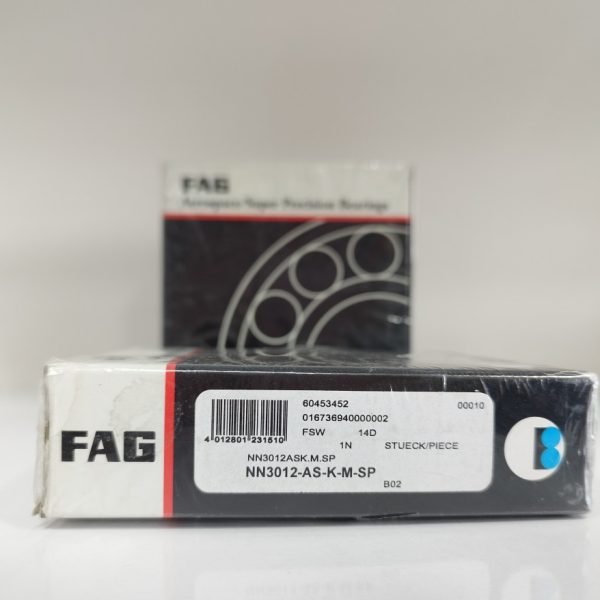 FAG
Aerospace/Super Precision Bearings
FAG
4 012801 231510
60453452
00010
016736940000002
FSW 14D
1N STUECK/PIECE
NN3012ASK.M.SP
NN3012-AS-K-M-SP
B02
B